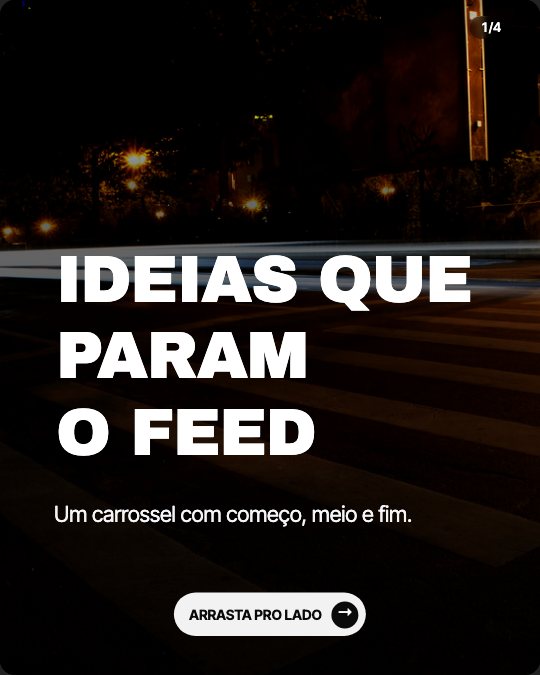 1/4
IDEIAS QUE
PARAM
O FEED
Um carrossel com começo, meio e fim.
ARRASTA PRO LADO →